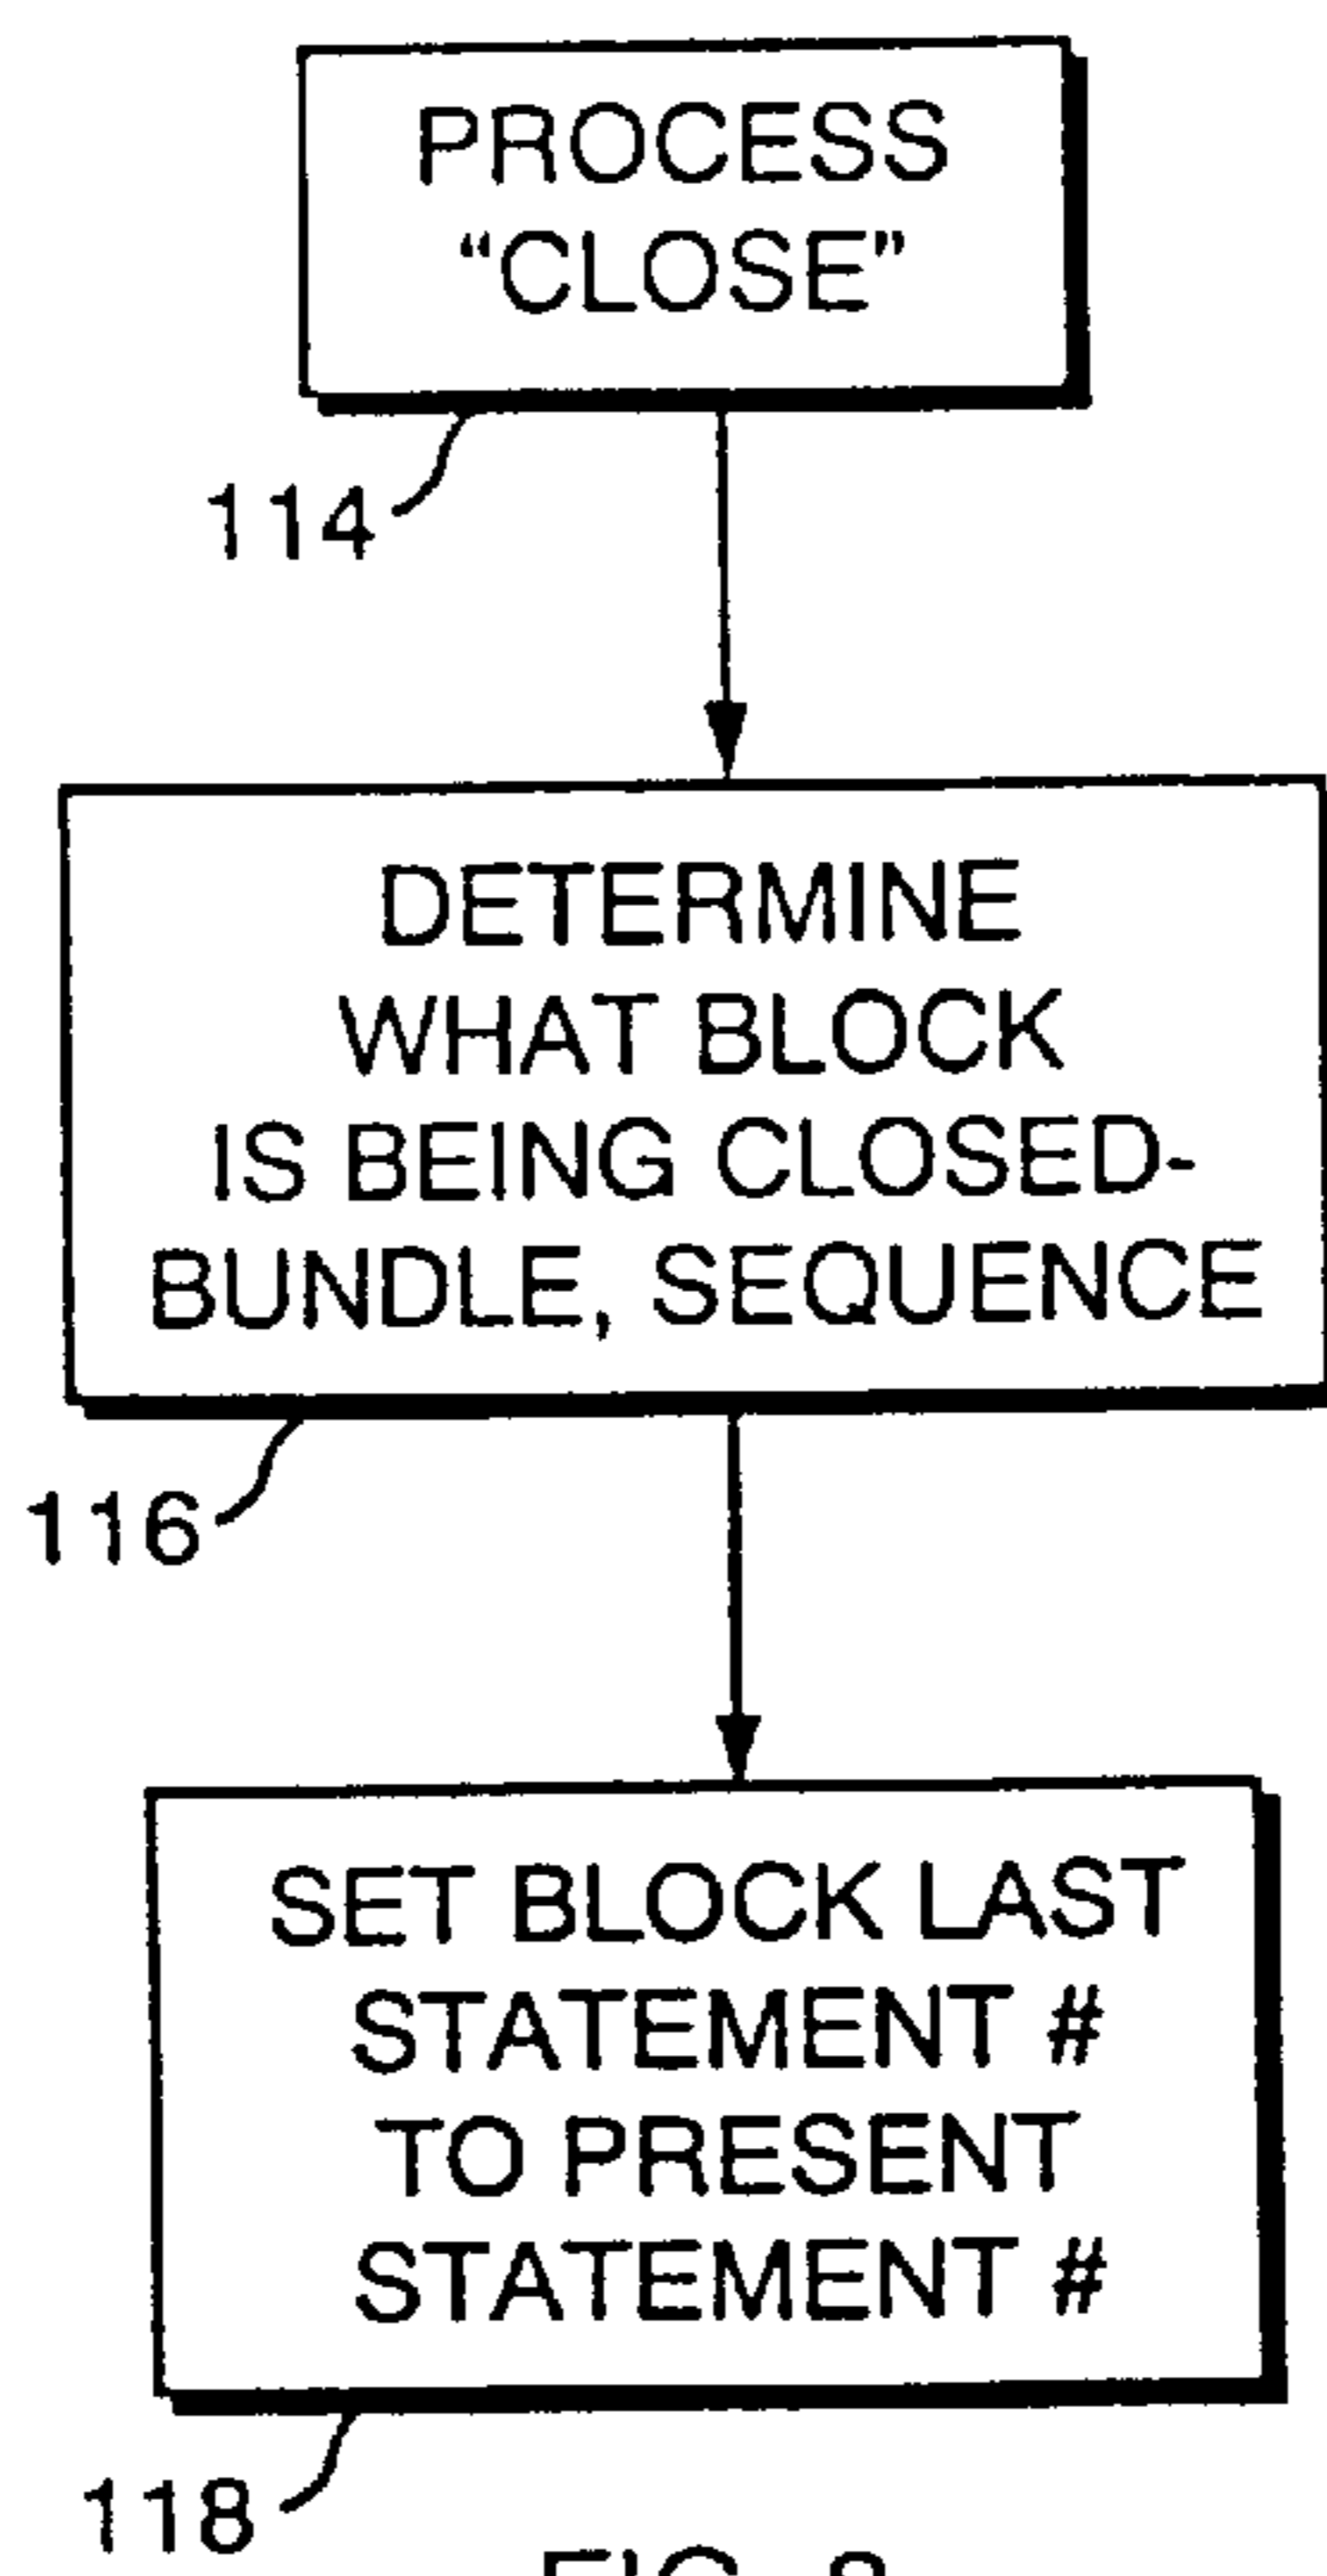 PROCESS
“CLOSE”
114
DETERMINE
WHAT BLOCK
IS BEING CLOSED-
BUNDLE, SEQUENCE
116
SET BLOCK LAST
STATEMENT #
TO PRESENT
STATEMENT #
118